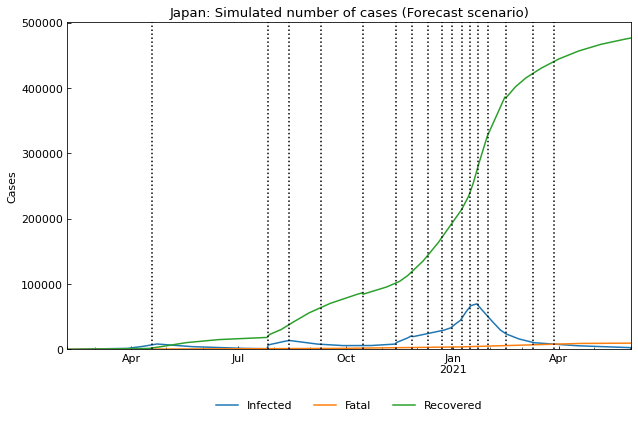 Japan: Simulated number of cases (Forecast scenario)
500000
400000
300000
200000
100000
0
Cases
Apr Jul Oct Jan Apr
2021
Infected Fatal Recovered